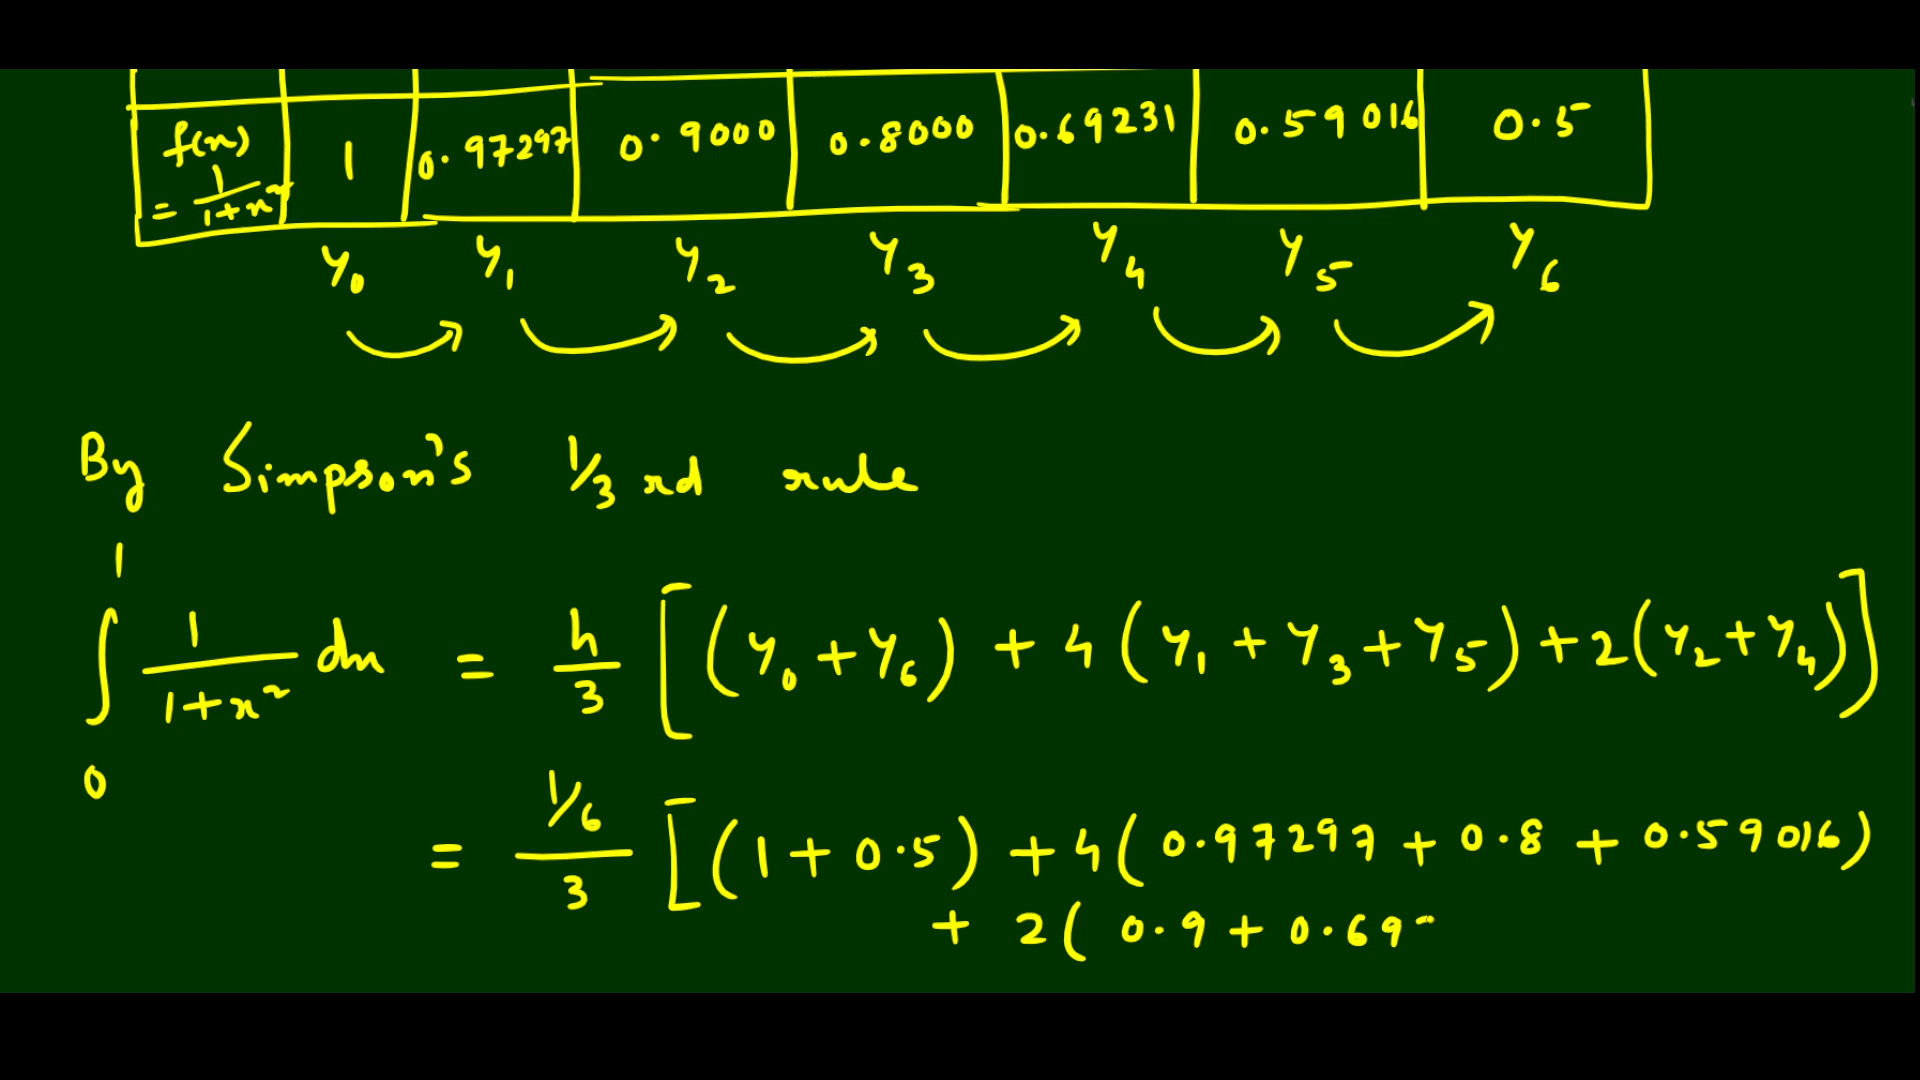 f(x) = 1/(1+x²) | 1 | 0.97297 | 0.9000 | 0.8000 | 0.69231 | 0.59016 | 0.5
y₀ y₁ y₂ y₃ y₄ y₅ y₆
By Simpson's 1/3 rd rule
∫₀¹ 1/(1+x²) dx = h/3 [(y₀+y₆) + 4(y₁+y₃+y₅)+2(y₂+y₄)]
= (1/6)/3 [(1+0.5)+4(0.97297+0.8+0.59016)
+ 2(0.9+0.69